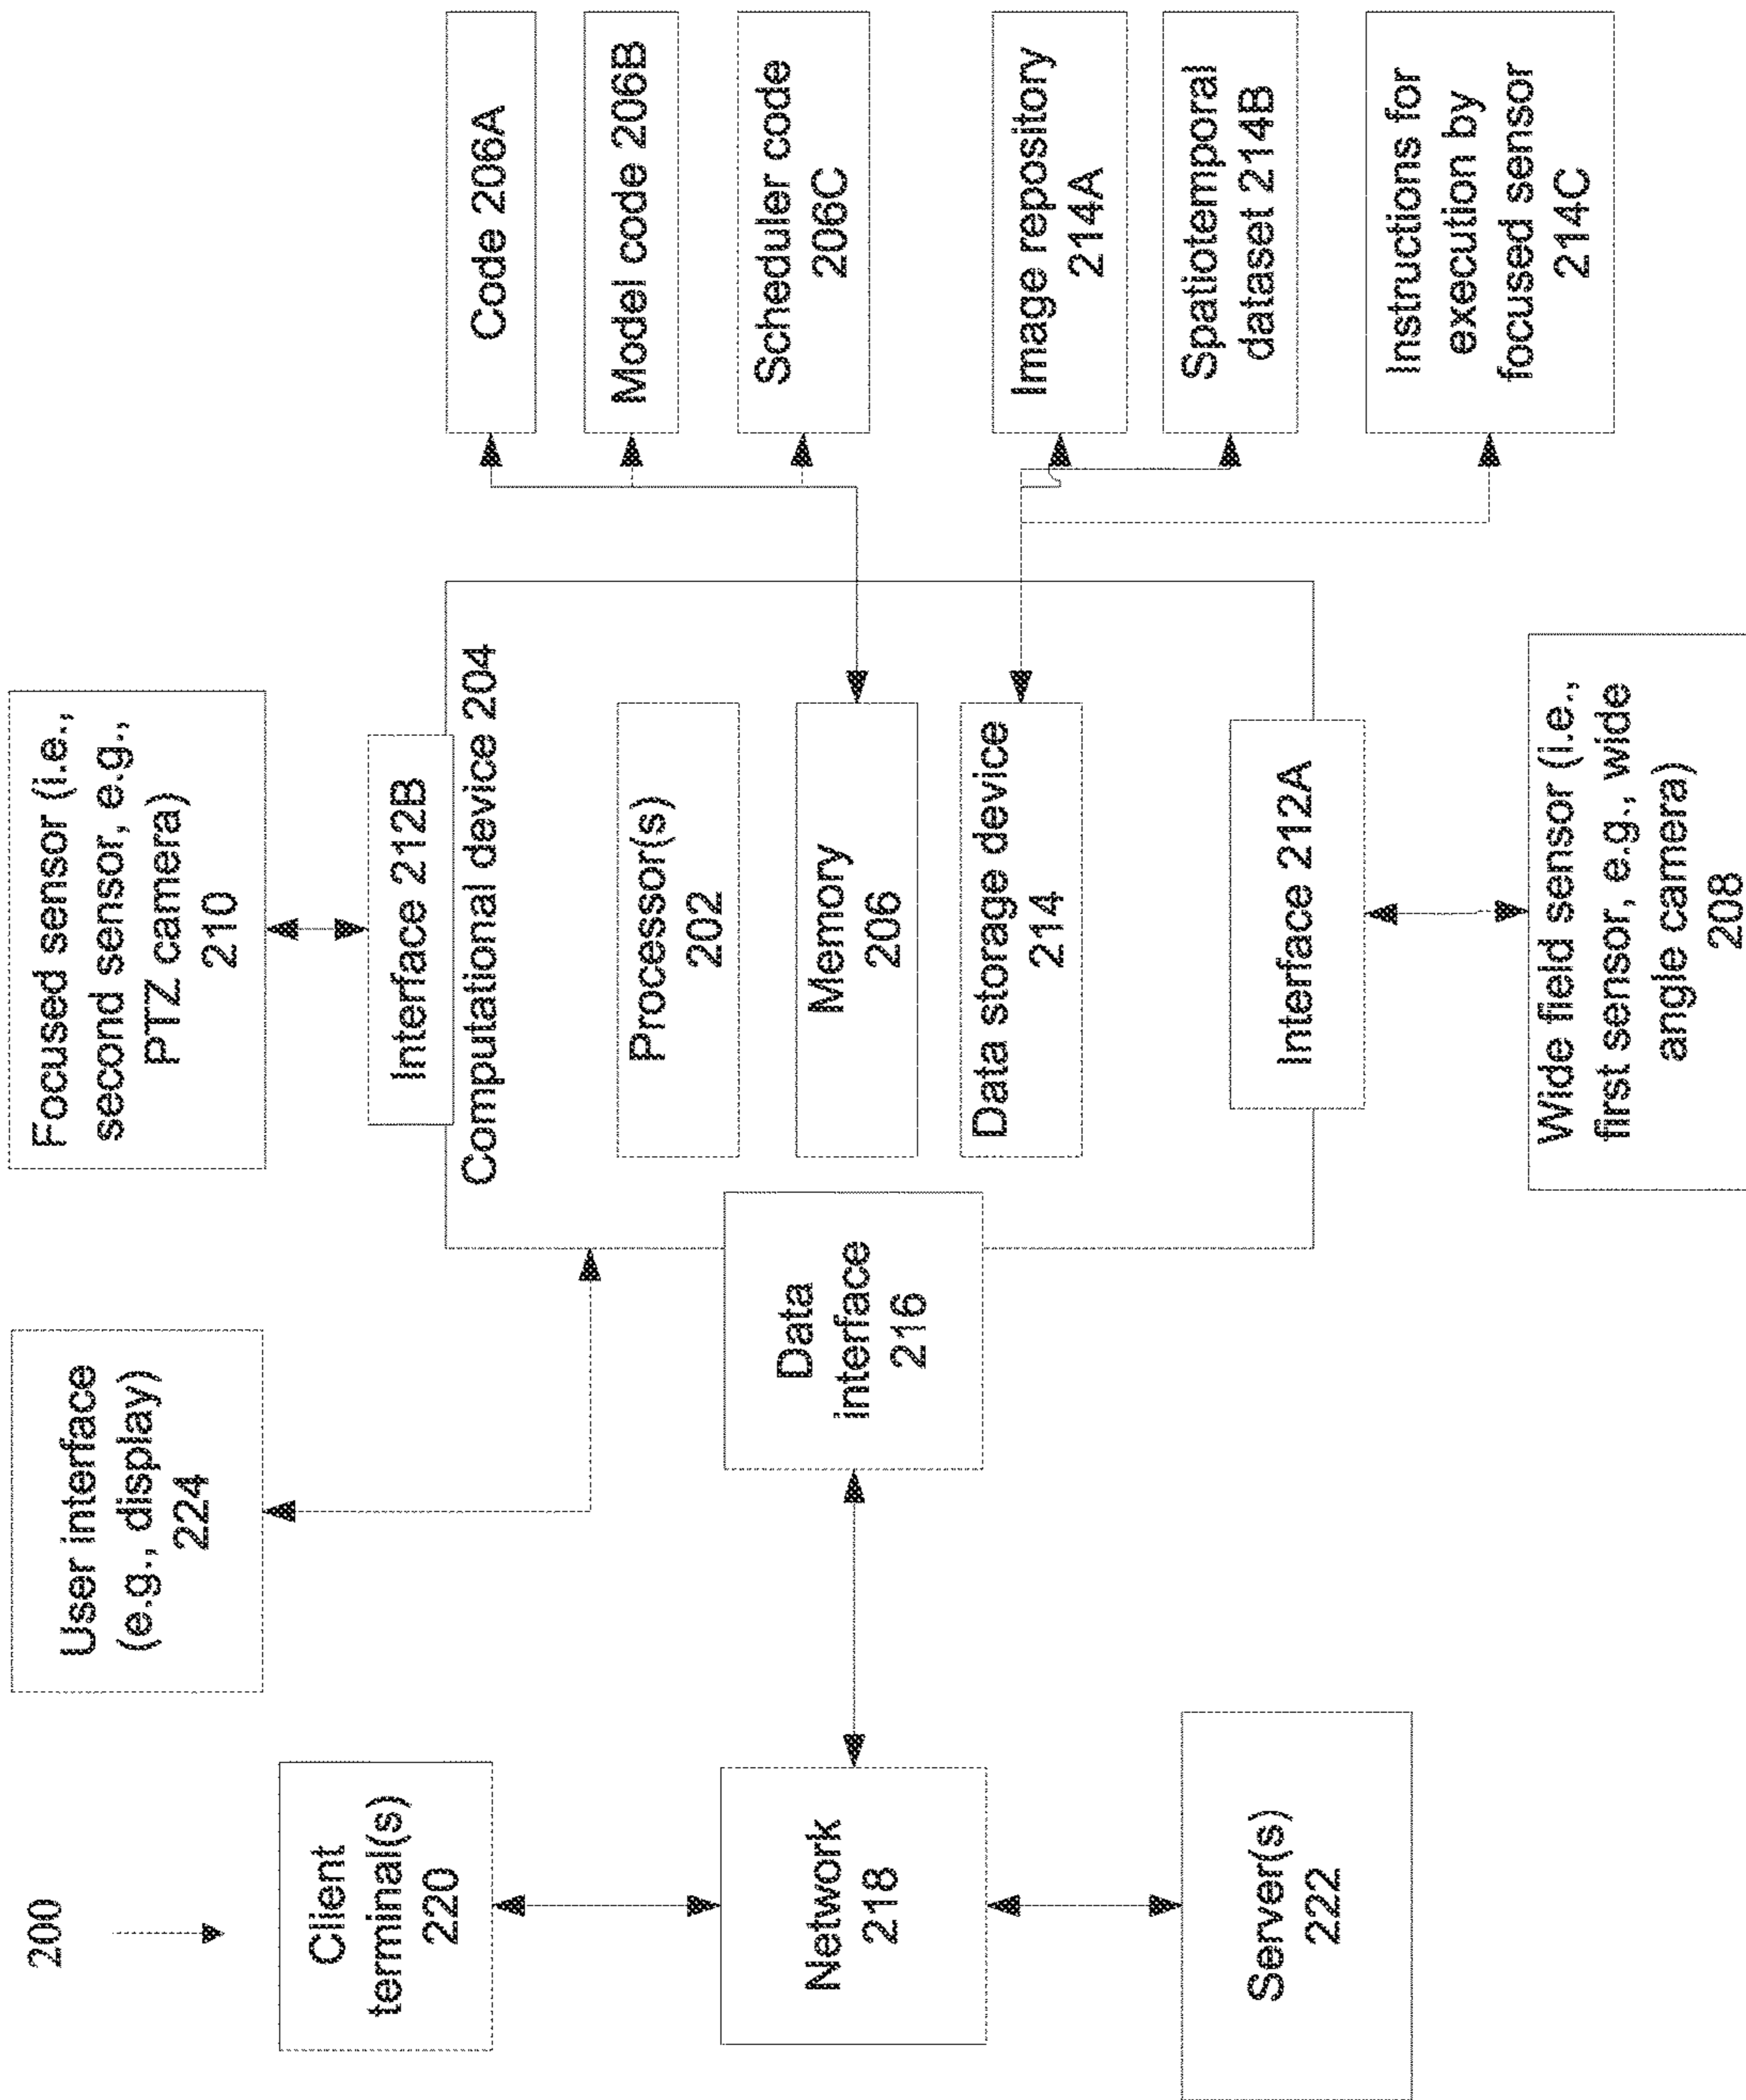 200
Client
terminal(s)
220
Network
218
Server(s)
222
User interface
(e.g., display)
224
Data
interface
216
Focused sensor (i.e.,
second sensor, e.g.,
PTZ camera)
210
Interface 212B
Computational device 204
Processor(s)
202
Memory
206
Data storage device
214
Interface 212A
Wide field sensor (i.e.,
first sensor, e.g., wide
angle camera)
208
Code 206A
Model code 206B
Scheduler code
206C
Image repository
214A
Spatiotemporal
dataset 214B
Instructions for
execution by
focused sensor
214C